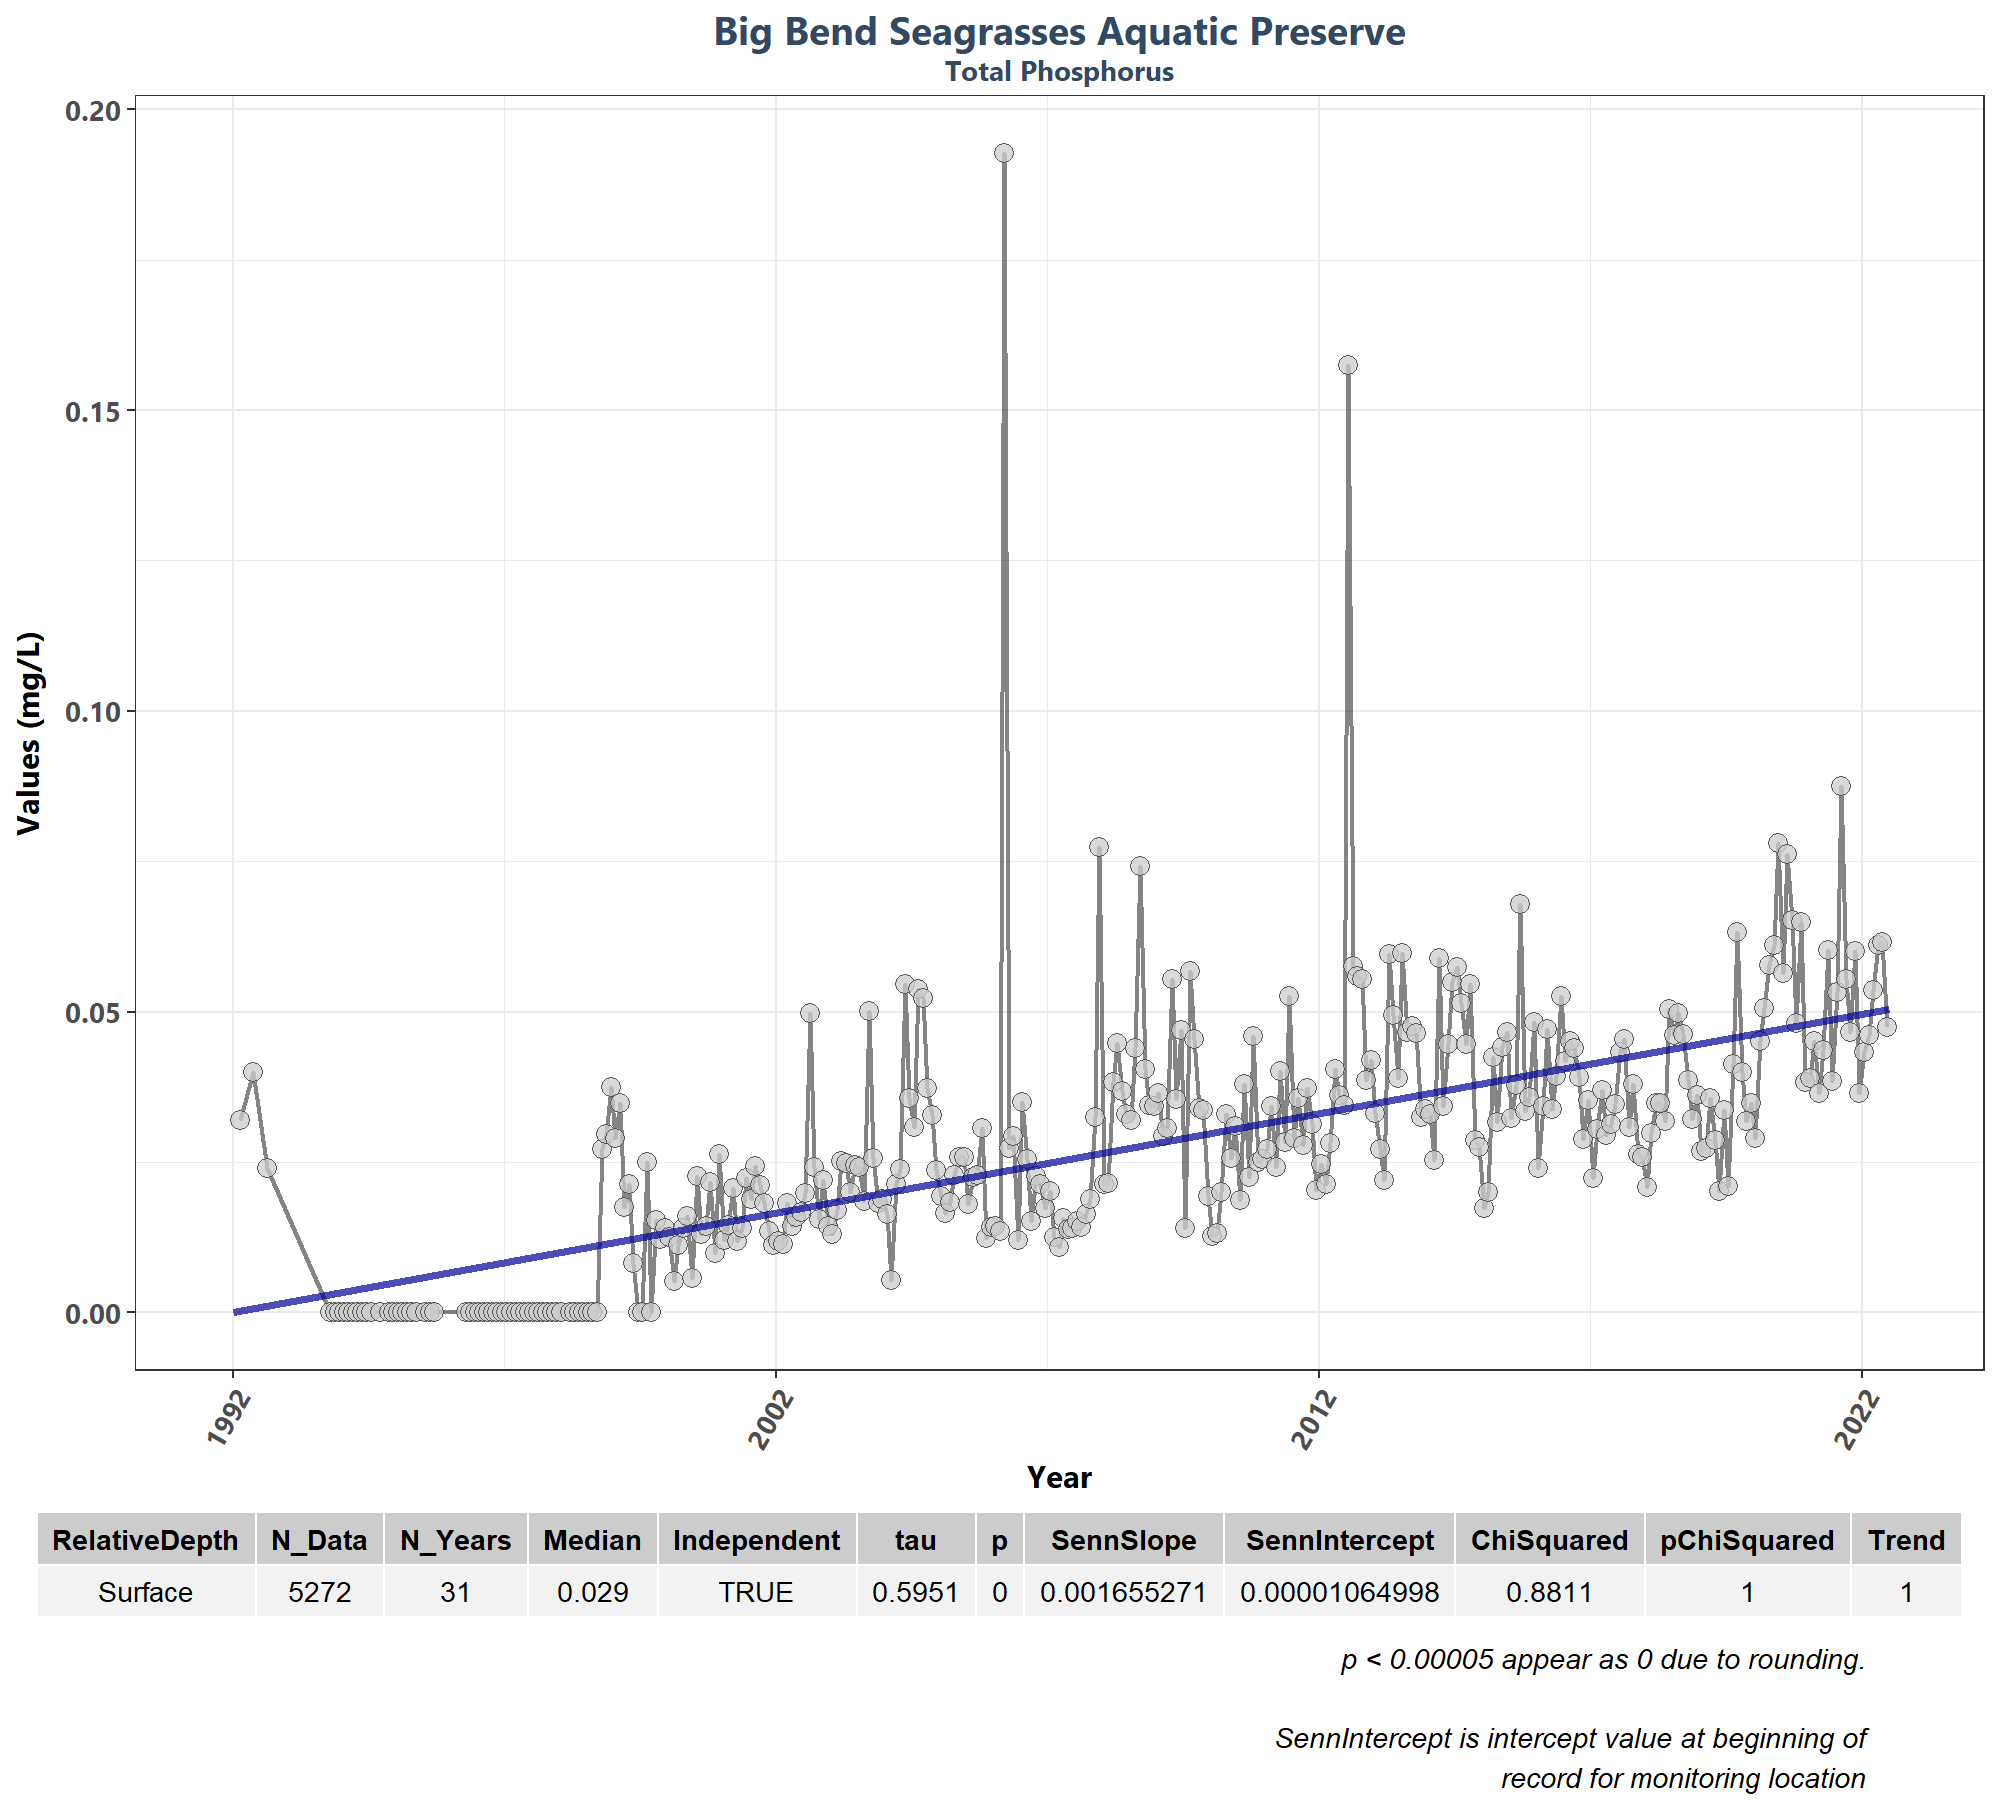 Big Bend Seagrasses Aquatic Preserve
Total Phosphorus
0.20
0.15
0.10
0.05
0.00
Values (mg/L)
1992 2002 2012 2022
Year
RelativeDepth N_Data N_Years Median Independent tau p SennSlope SennIntercept ChiSquared pChiSquared Trend
Surface 5272 31 0.029 TRUE 0.5951 0 0.001655271 0.00001064998 0.8811 1 1
p < 0.00005 appear as 0 due to rounding.
SennIntercept is intercept value at beginning of
record for monitoring location